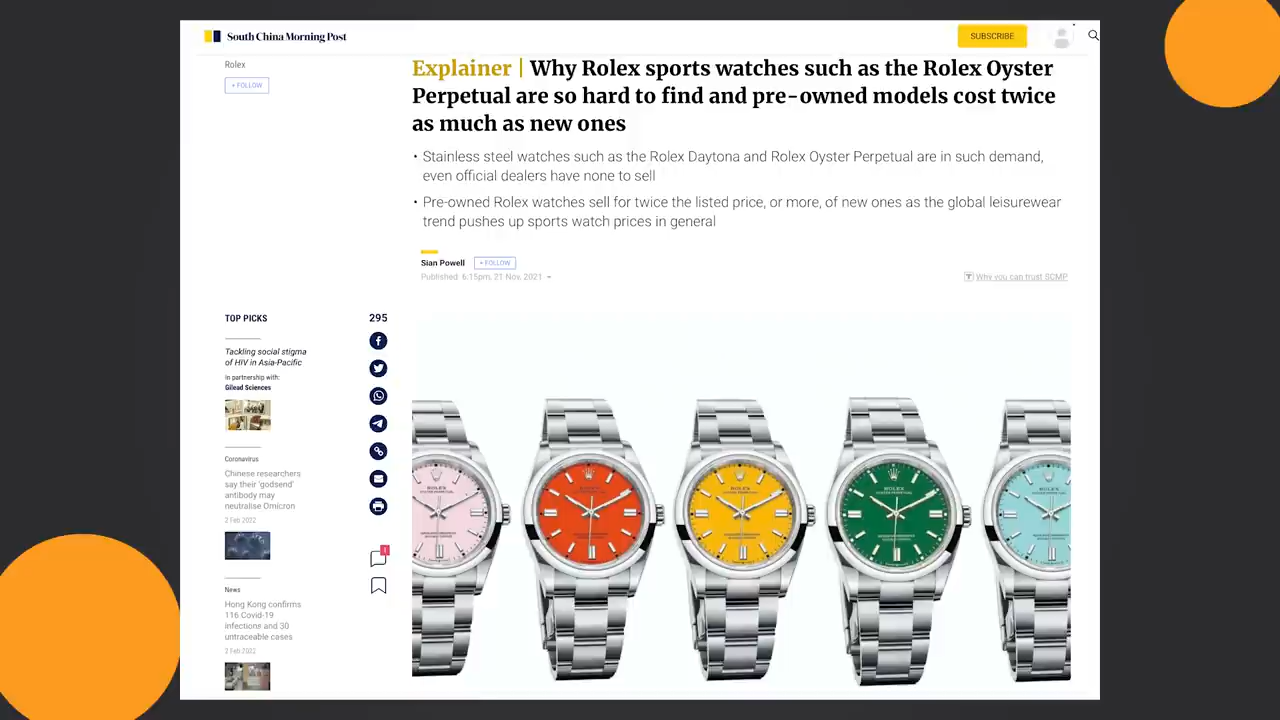 South China Morning Post
SUBSCRIBE
Rolex
+ FOLLOW
Explainer | Why Rolex sports watches such as the Rolex Oyster
Perpetual are so hard to find and pre-owned models cost twice
as much as new ones
• Stainless steel watches such as the Rolex Daytona and Rolex Oyster Perpetual are in such demand,
even official dealers have none to sell
• Pre-owned Rolex watches sell for twice the listed price, or more, of new ones as the global leisurewear
trend pushes up sports watch prices in general
Sian Powell
+ FOLLOW
Published: 6:15pm, 21 Nov, 2021
Why you can trust SCMP
TOP PICKS
295
Tackling social stigma
of HIV in Asia-Pacific
In partnership with:
Gilead Sciences
Coronavirus
Chinese researchers
say their 'godsend'
antibody may
neutralise Omicron
2 Feb 2022
News
Hong Kong confirms
116 Covid-19
infections and 30
untraceable cases
2 Feb 2022
1
ROLEX
ROLEX
ROLEX
ROLEX
ROLEX